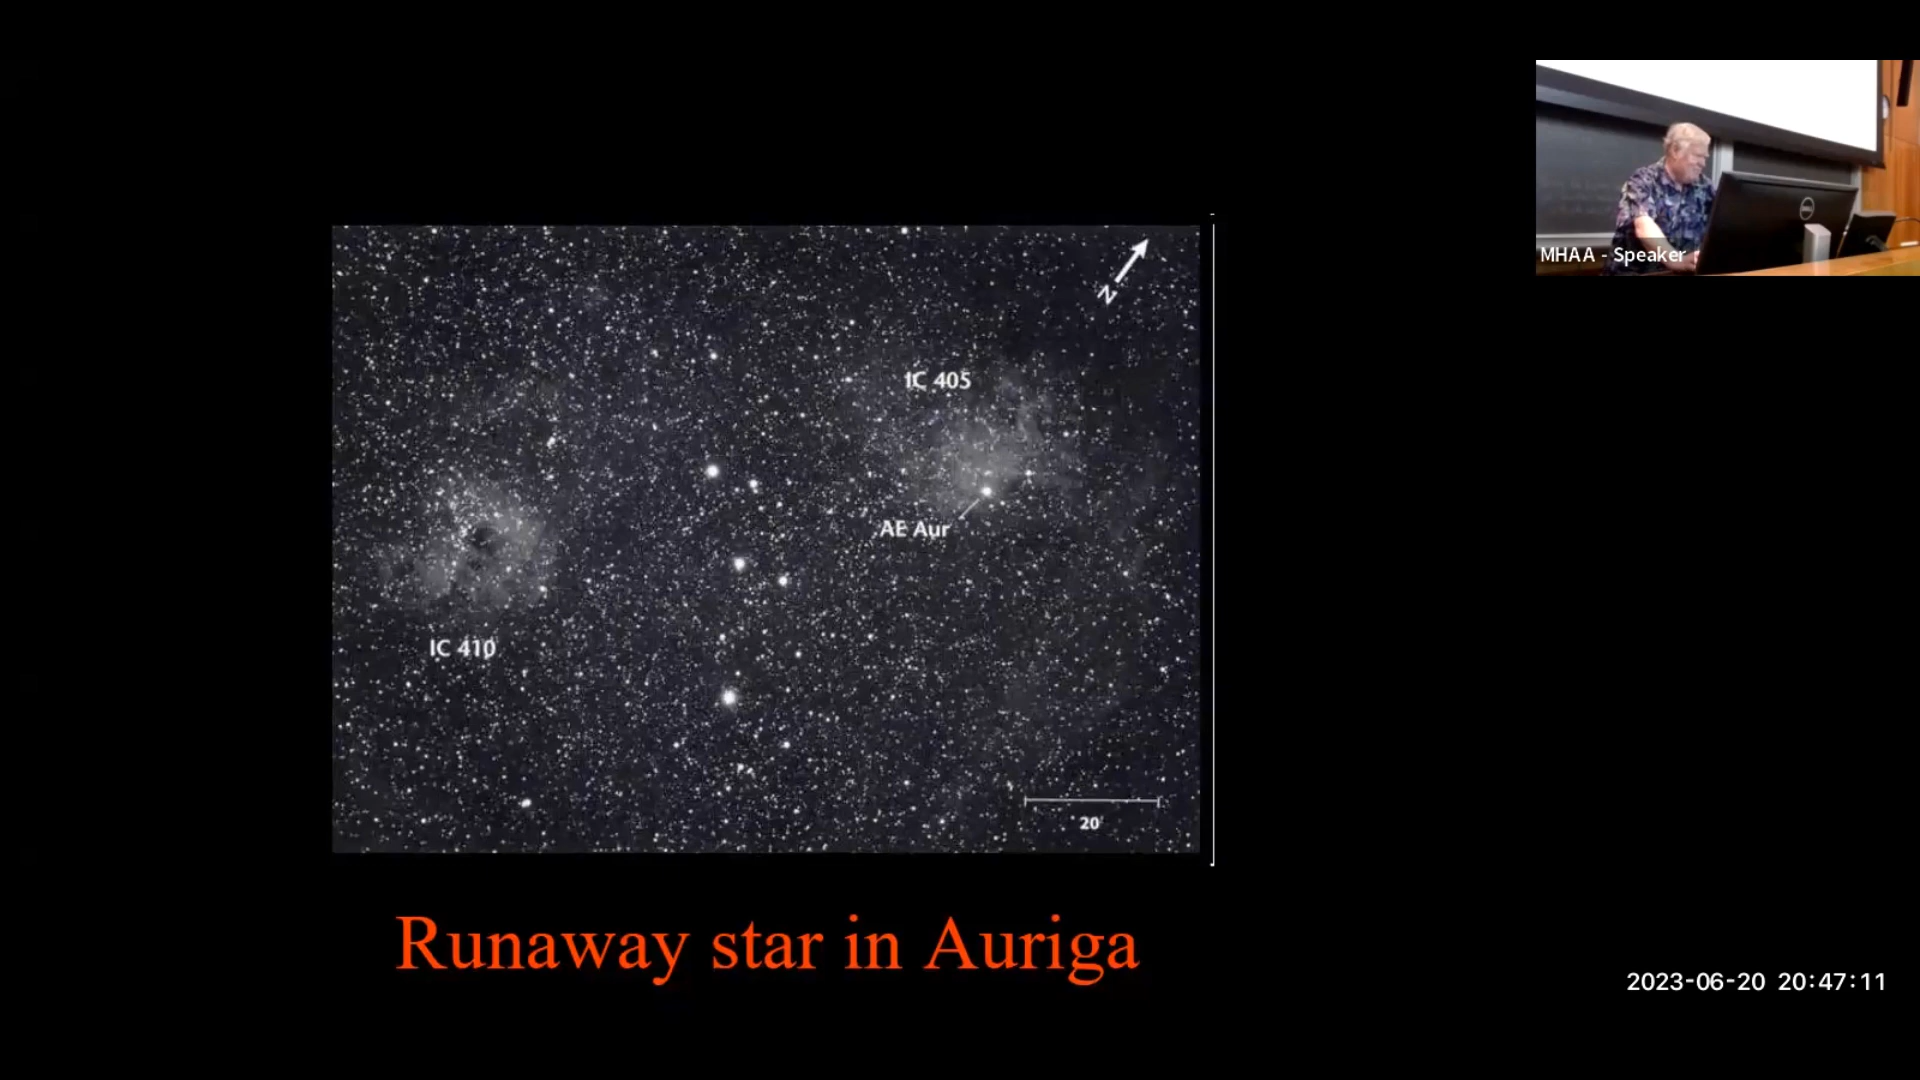 MHAA - Speaker
N
IC 405
AE Aur
IC 410
20'
Runaway star in Auriga
2023-06-20 20:47:11